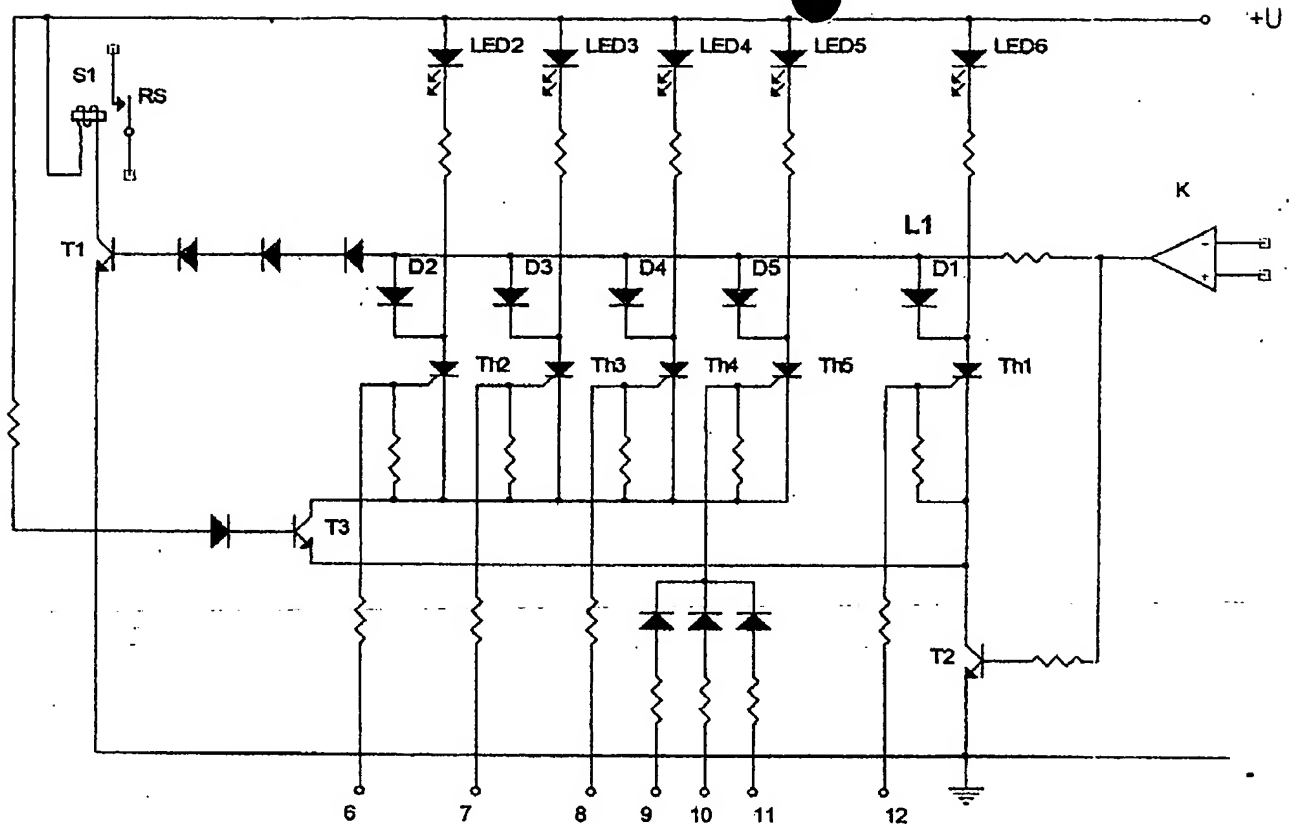 +U
LED2 LED3 LED4 LED5 LED6
S1
RS
K
L1
T1
D2 D3 D4 D5 D1
- +
Th2 Th3 Th4 Th5 Th1
T3
T2
6 7 8 9 10 11 12
-